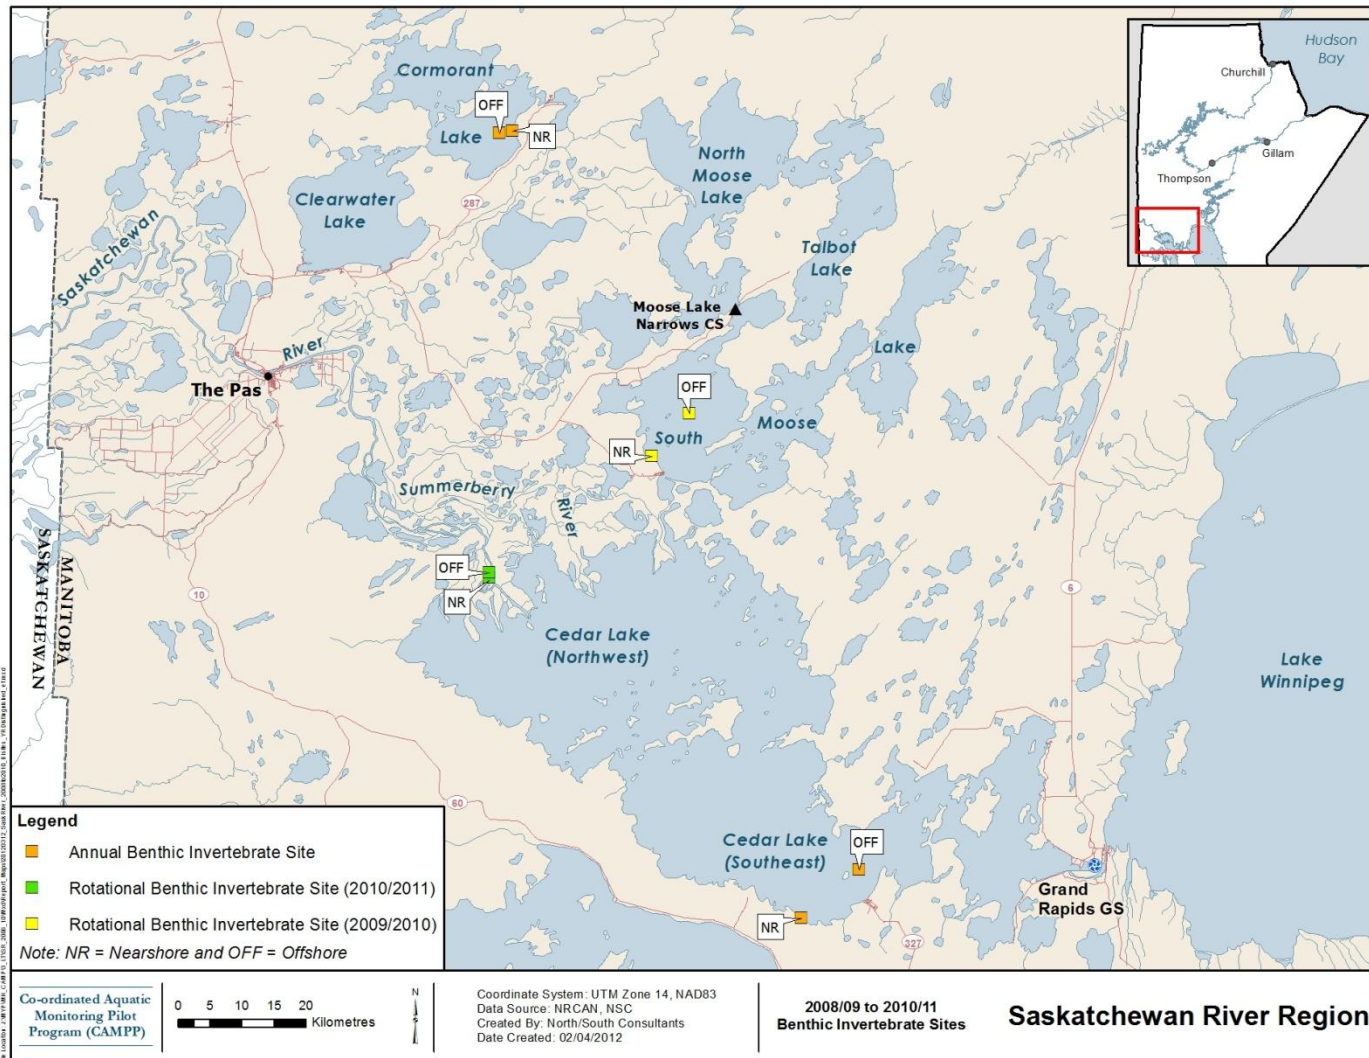 Cormorant
Lake
OFF
NR
Clearwater
Lake
287
North
Moose
Lake
Talbot
Lake
Saskatchewan
River
The Pas
Moose Lake
Narrows CS
Lake
OFF
NR
South
Moose
Summerberry
River
OFF
NR
SASKATCHEWAN
MANITOBA
10
6
Cedar Lake
(Northwest)
Lake
Winnipeg
60
Cedar Lake
(Southeast)
OFF
NR
327
Grand
Rapids GS
Hudson
Bay
Churchill
Gillam
Thompson
Legend
Annual Benthic Invertebrate Site
Rotational Benthic Invertebrate Site (2010/2011)
Rotational Benthic Invertebrate Site (2009/2010)
Note: NR = Nearshore and OFF = Offshore
Co-ordinated Aquatic
Monitoring Pilot
Program (CAMPP)
0 5 10 15 20
Kilometres
N
Coordinate System: UTM Zone 14, NAD83
Data Source: NRCAN, NSC
Created By: North/South Consultants
Date Created: 02/04/2012
2008/09 to 2010/11
Benthic Invertebrate Sites
Saskatchewan River Region